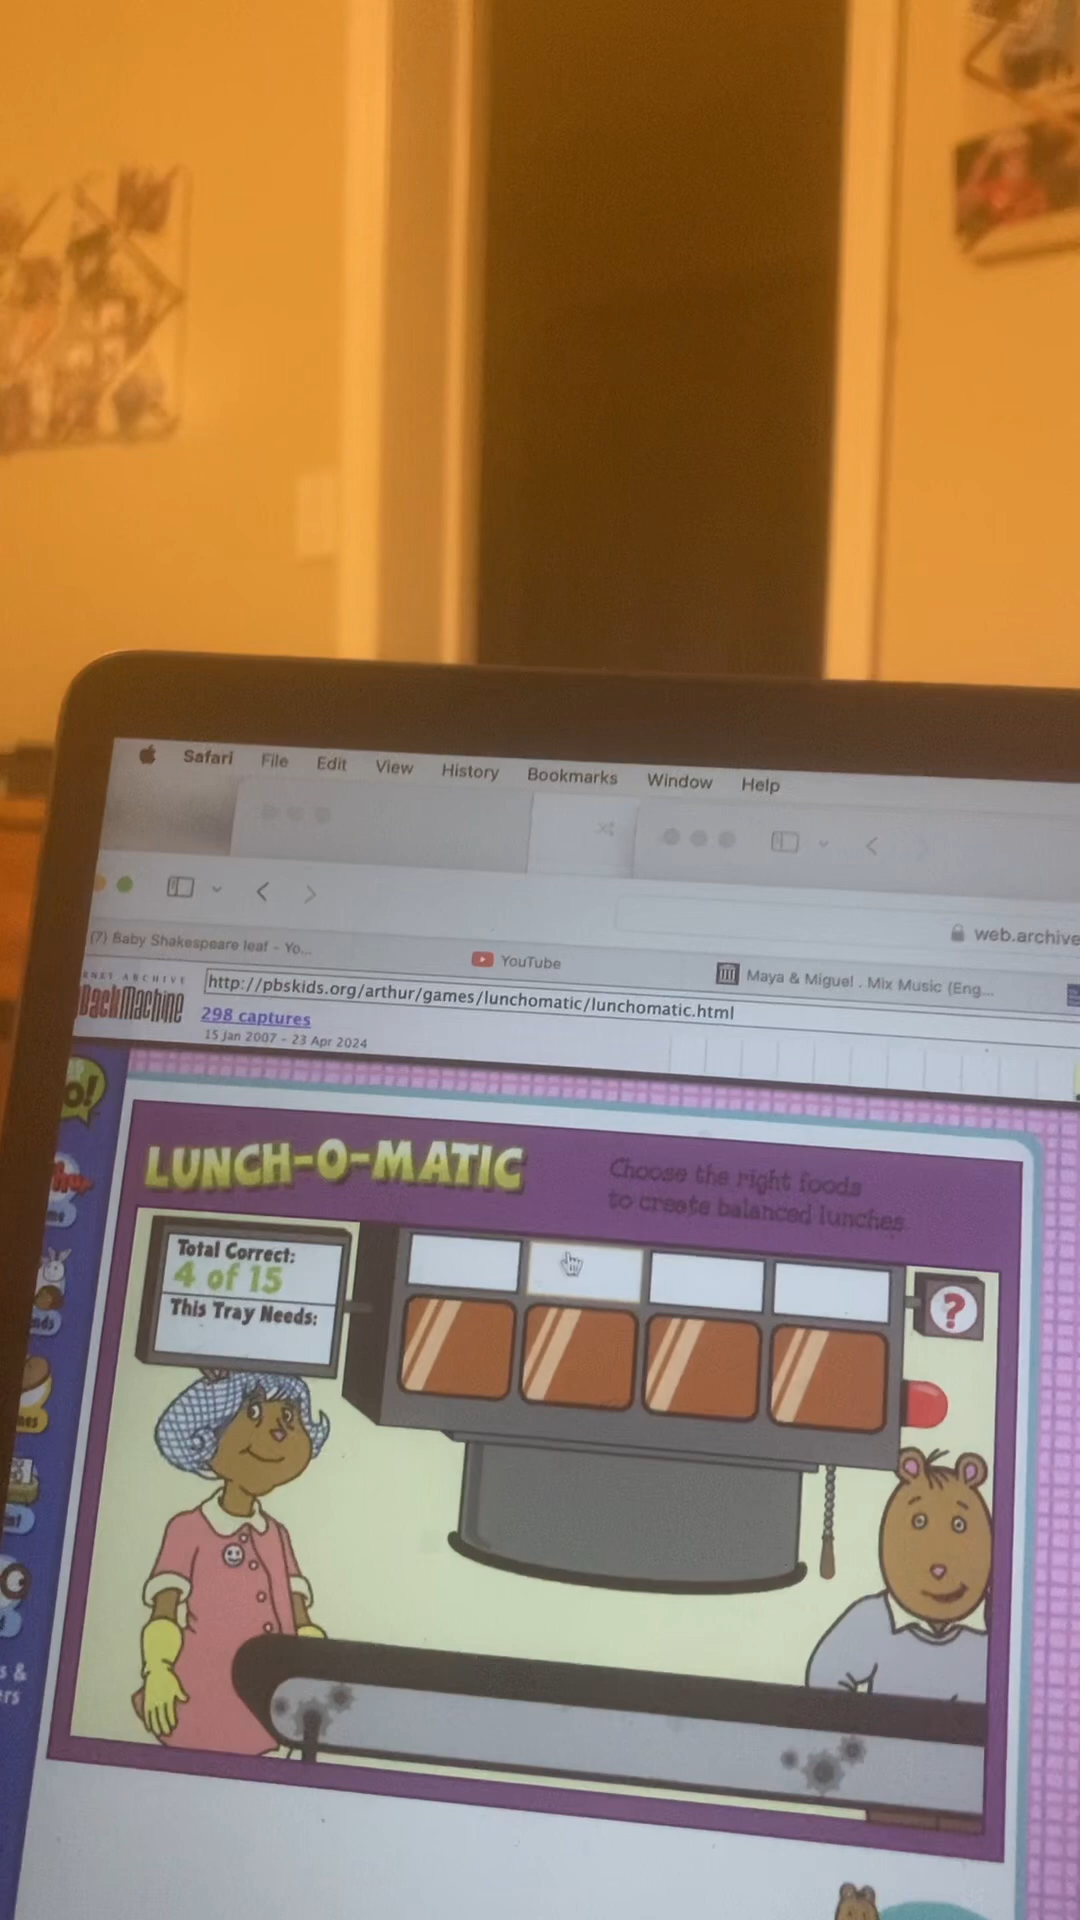 Safari File Edit View History Bookmarks Window Help
web.archive
(7) Baby Shakespeare leaf - Yo...
YouTube
Maya & Miguel . Mix Music (Eng...
ARCHIVE
BackMachine
http://pbskids.org/arthur/games/lunchomatic/lunchomatic.html
298 captures
15 Jan 2007 - 23 Apr 2024
o!
LUNCH-O-MATIC
Choose the right foods
to create balanced lunches
Total Correct:
4 of 15
This Tray Needs:
?